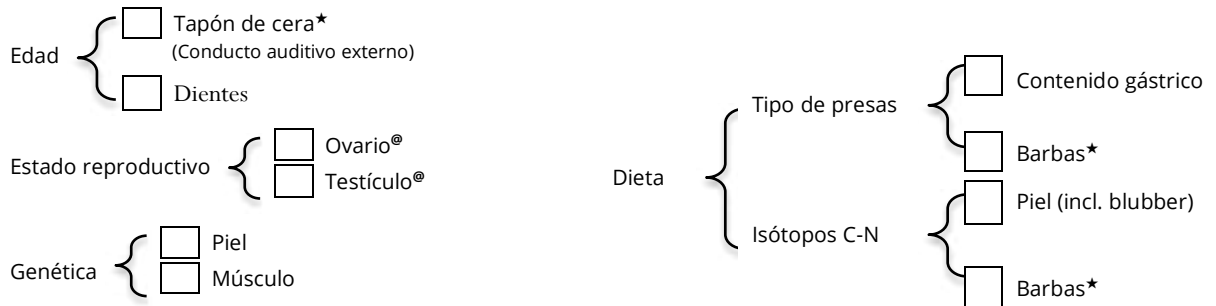 Edad
Tapón de cera★
(Conducto auditivo externo)
Dientes
Estado reproductivo
Ovario@
Testículo@
Genética
Piel
Músculo
Dieta
Tipo de presas
Contenido gástrico
Barbas★
Isótopos C-N
Piel (incl. blubber)
Barbas★